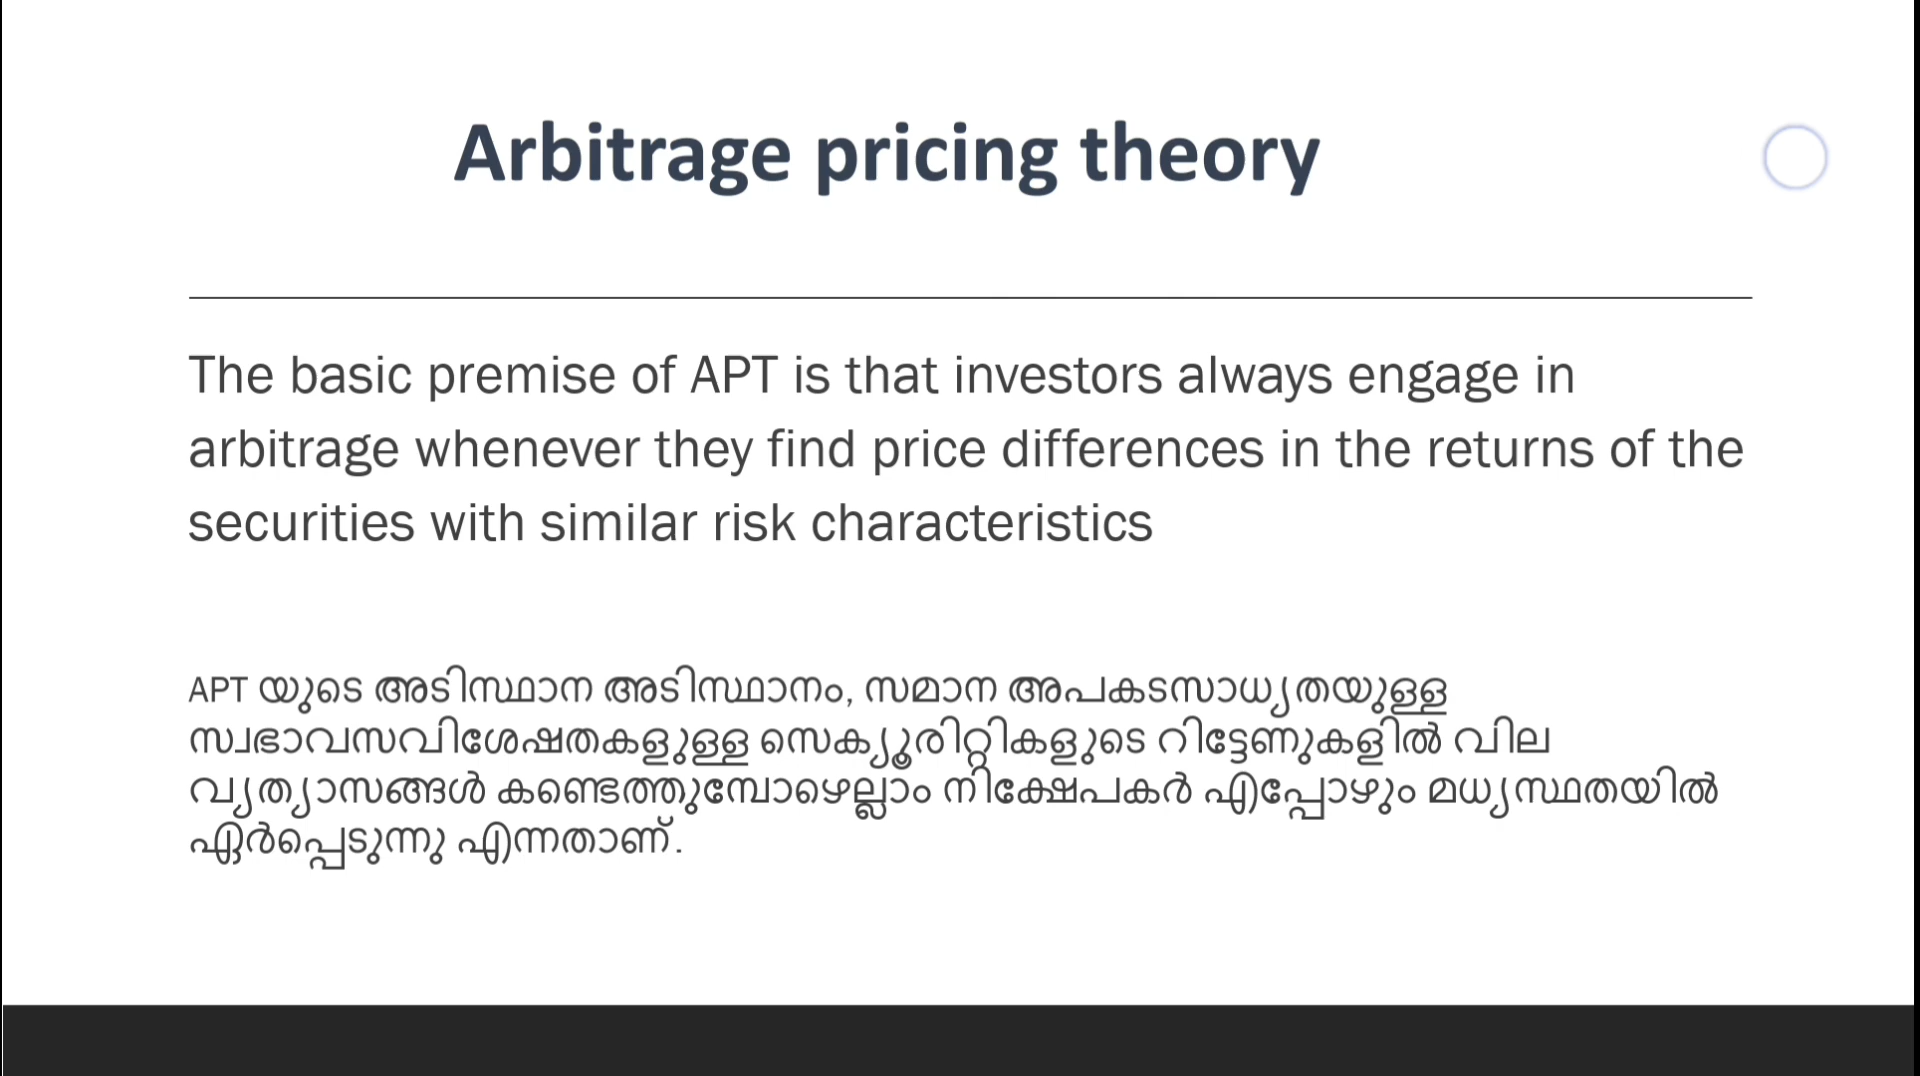 Arbitrage pricing theory
The basic premise of APT is that investors always engage in
arbitrage whenever they find price differences in the returns of the
securities with similar risk characteristics
APT യുടെ അടിസ്ഥാന അടിസ്ഥാനം, സമാന അപകടസാധ്യതയുള്ള
സ്വഭാവസവിശേഷതകളുള്ള സെക്യൂരിറ്റികളുടെ റിട്ടേണുകളിൽ വില
വ്യത്യാസങ്ങൾ കണ്ടെത്തുമ്പോഴെല്ലാം നിക്ഷേപകർ എപ്പോഴും മധ്യസ്ഥതയിൽ
ഏർപ്പെടുന്നു എന്നതാണ്.